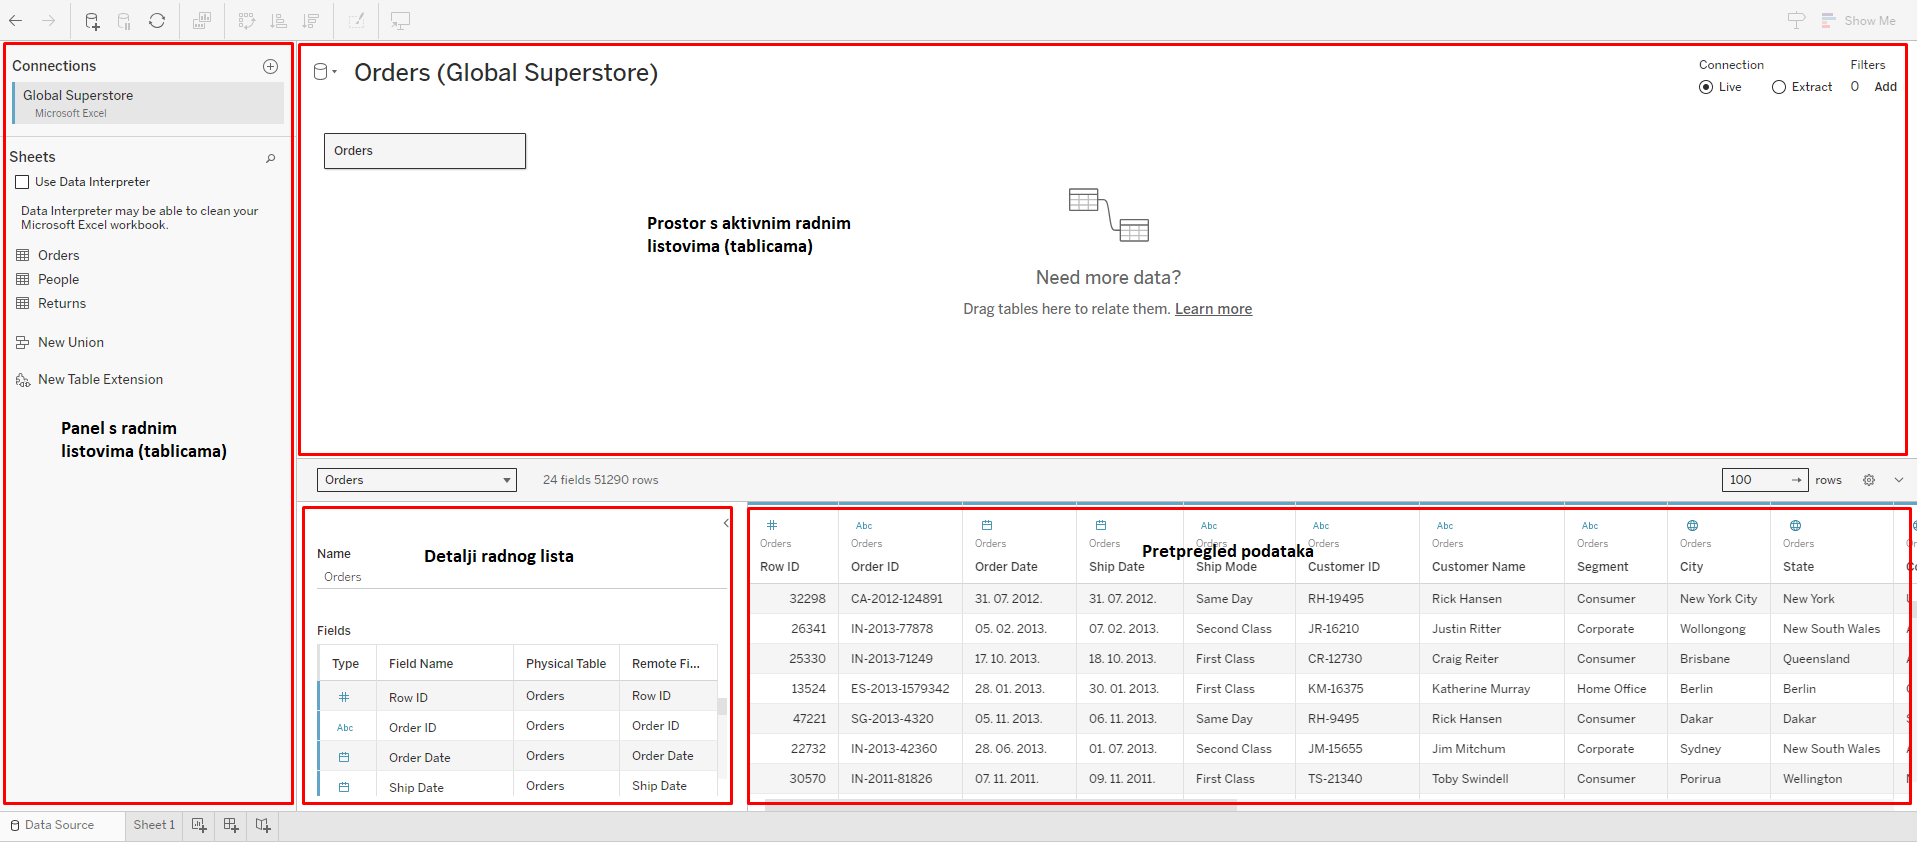 Show Me
Connections
Global Superstore
Microsoft Excel
Sheets
Use Data Interpreter
Data Interpreter may be able to clean your
Microsoft Excel workbook.
Orders
People
Returns
New Union
New Table Extension
Panel s radnim
listovima (tablicama)
Orders (Global Superstore)
Connection
Live
Extract
Filters
0
Add
Orders
Prostor s aktivnim radnim
listovima (tablicama)
Need more data?
Drag tables here to relate them. Learn more
Orders
24 fields 51290 rows
100
rows
Detalji radnog lista
Name
Orders
Fields
Type Field Name Physical Table Remote Fi...
# Row ID Orders Row ID
Abc Order ID Orders Order ID
Order Date Orders Order Date
Ship Date Orders Ship Date
Pretpregled podataka
# Abc Abc Abc Abc Abc
Orders Orders Orders Orders Orders Orders Orders Orders Orders Orders
Row ID Order ID Order Date Ship Date Ship Mode Customer ID Customer Name Segment City State
32298 CA-2012-124891 31. 07. 2012. 31. 07. 2012. Same Day RH-19495 Rick Hansen Consumer New York City New York
26341 IN-2013-77878 05. 02. 2013. 07. 02. 2013. Second Class JR-16210 Justin Ritter Corporate Wollongong New South Wales
25330 IN-2013-71249 17. 10. 2013. 18. 10. 2013. First Class CR-12730 Craig Reiter Consumer Brisbane Queensland
13524 ES-2013-1579342 28. 01. 2013. 30. 01. 2013. First Class KM-16375 Katherine Murray Home Office Berlin Berlin
47221 SG-2013-4320 05. 11. 2013. 06. 11. 2013. Same Day RH-9495 Rick Hansen Consumer Dakar Dakar
22732 IN-2013-42360 28. 06. 2013. 01. 07. 2013. Second Class JM-15655 Jim Mitchum Corporate Sydney New South Wales
30570 IN-2011-81826 07. 11. 2011. 09. 11. 2011. First Class TS-21340 Toby Swindell Consumer Porirua Wellington
Data Source
Sheet 1